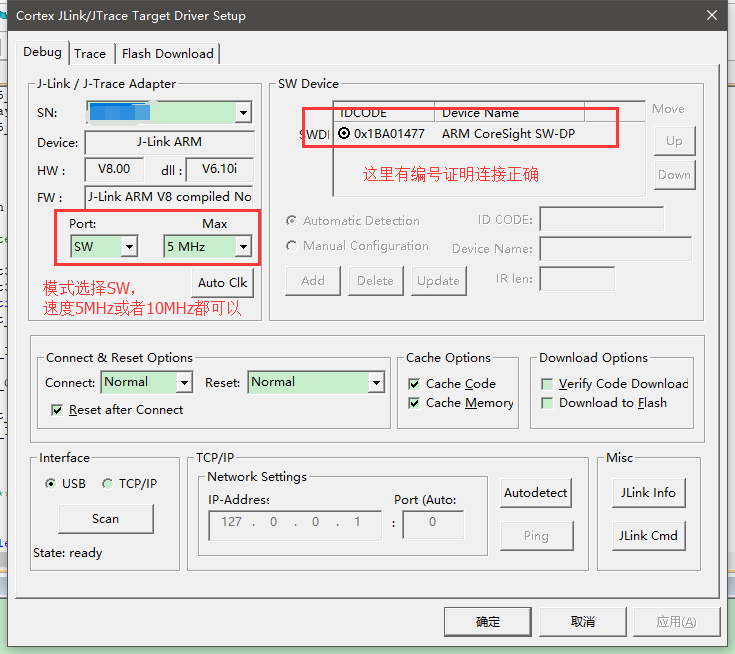 Cortex JLink/JTrace Target Driver Setup
Debug Trace Flash Download
J-Link / J-Trace Adapter
SN:
Device: J-Link ARM
HW : V8.00 dll : V6.10i
FW : J-Link ARM V8 compiled No
Port: Max
SW 5 MHz
Auto Clk
模式选择SW,
速度5MHz或者10MHz都可以
SW Device
IDCODE Device Name
SWDI 0x1BA01477 ARM CoreSight SW-DP
这里有编号证明连接正确
Move
Up
Down
Automatic Detection ID CODE:
Manual Configuration Device Name:
Add Delete Update IR len:
Connect & Reset Options
Connect: Normal Reset: Normal
Reset after Connect
Cache Options
Cache Code
Cache Memory
Download Options
Verify Code Download
Download to Flash
Interface
USB TCP/IP
Scan
State: ready
TCP/IP
Network Settings
IP-Address Port (Auto:
127 . 0 . 0 . 1 : 0
Autodetect
Ping
Misc
JLink Info
JLink Cmd
确定 取消 应用(A)